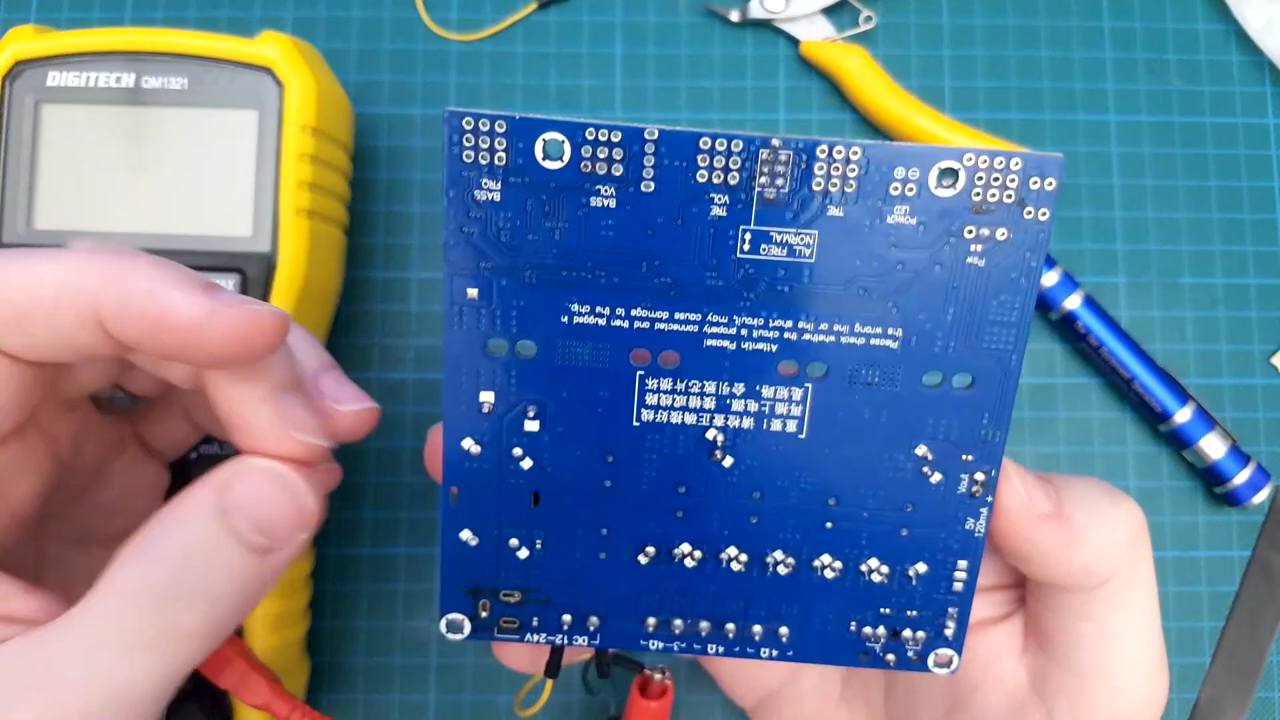 DIGITECH QM1321
BASS FRQ
BASS VOL
TRE VOL
TRE
POWER LED
PSW
ALL FREQ
NORMAL
重要！请检查正确接好线
再插上电源，接错或线路
是短路，会引致芯片损坏
Attentin Please!
Please check whether the circuit is properly connected and then plugged in
the wrong line or line short circuit, may cause damage to the chip.
Vout
5V
120mA
DC 12-24V
3-4Ω
4Ω
4Ω